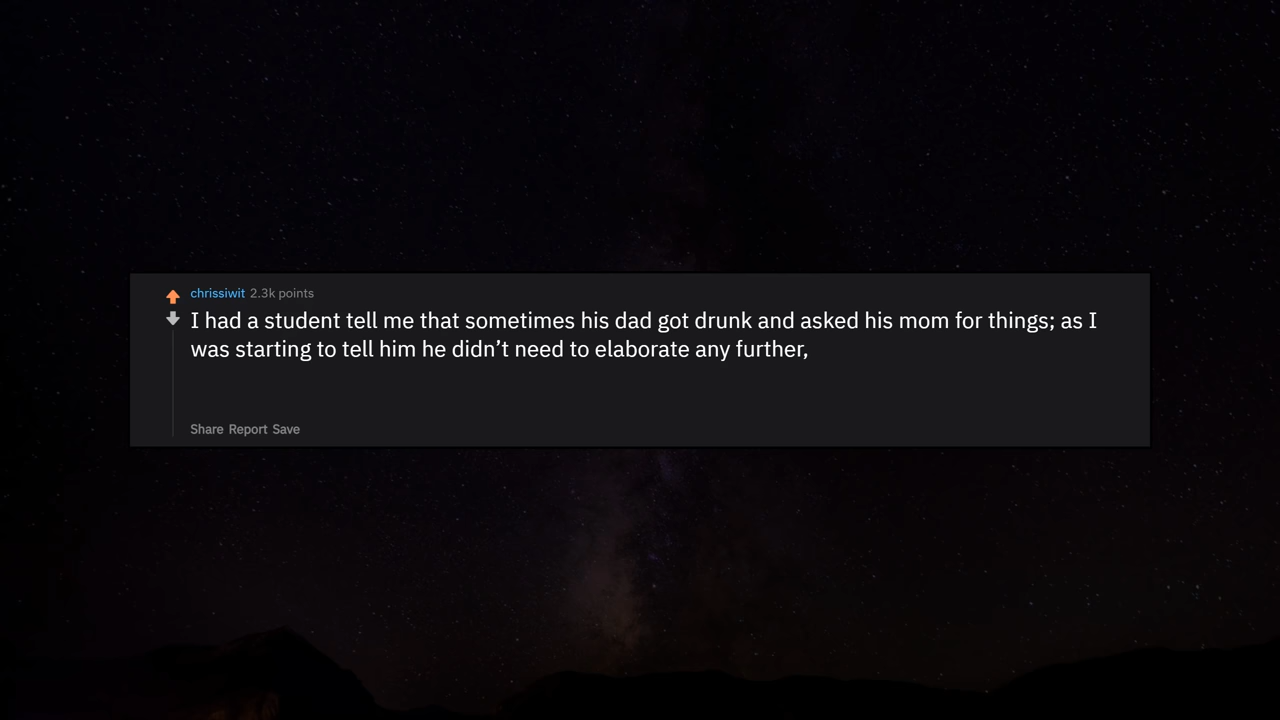 chrissiwit 2.3k points
I had a student tell me that sometimes his dad got drunk and asked his mom for things; as I
was starting to tell him he didn’t need to elaborate any further,
Share Report Save